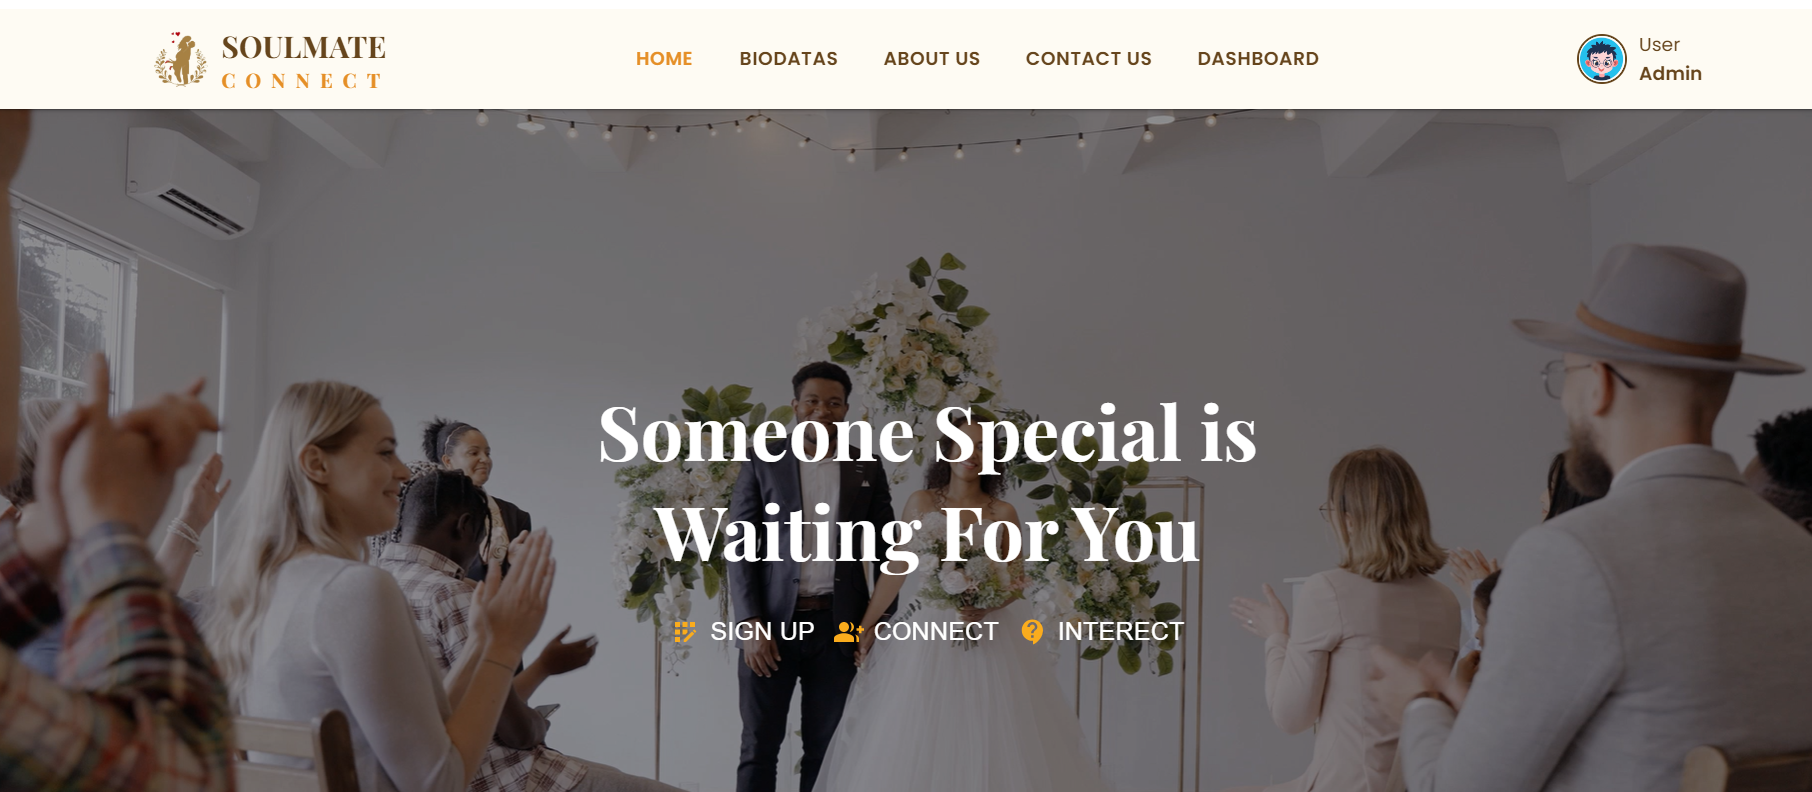 SOULMATE
CONNECT
HOME BIODATAS ABOUT US CONTACT US DASHBOARD
User
Admin
Someone Special is
Waiting For You
SIGN UP CONNECT INTERECT